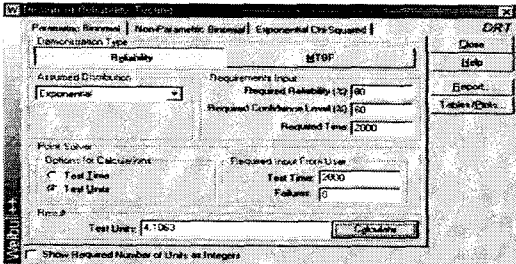 Parametric Binomial Non-Parametric Binomial Exponential Chi-Squared DRT
Demonstration Type
Reliability MTBF
Close
Help
Report...
Tables/Plots...
Assumed Distribution
Exponential
Requirements Input
Required Reliability (%) 80
Required Confidence Level (%) 60
Required Time 2000
Point Solver
Options for Calculations
Test Time
Test Units
Required Input From User
Test Time 2000
Failures 0
Result
Test Units 4.1063 Calculate
Weibull++
Show Required Number of Units as Integers